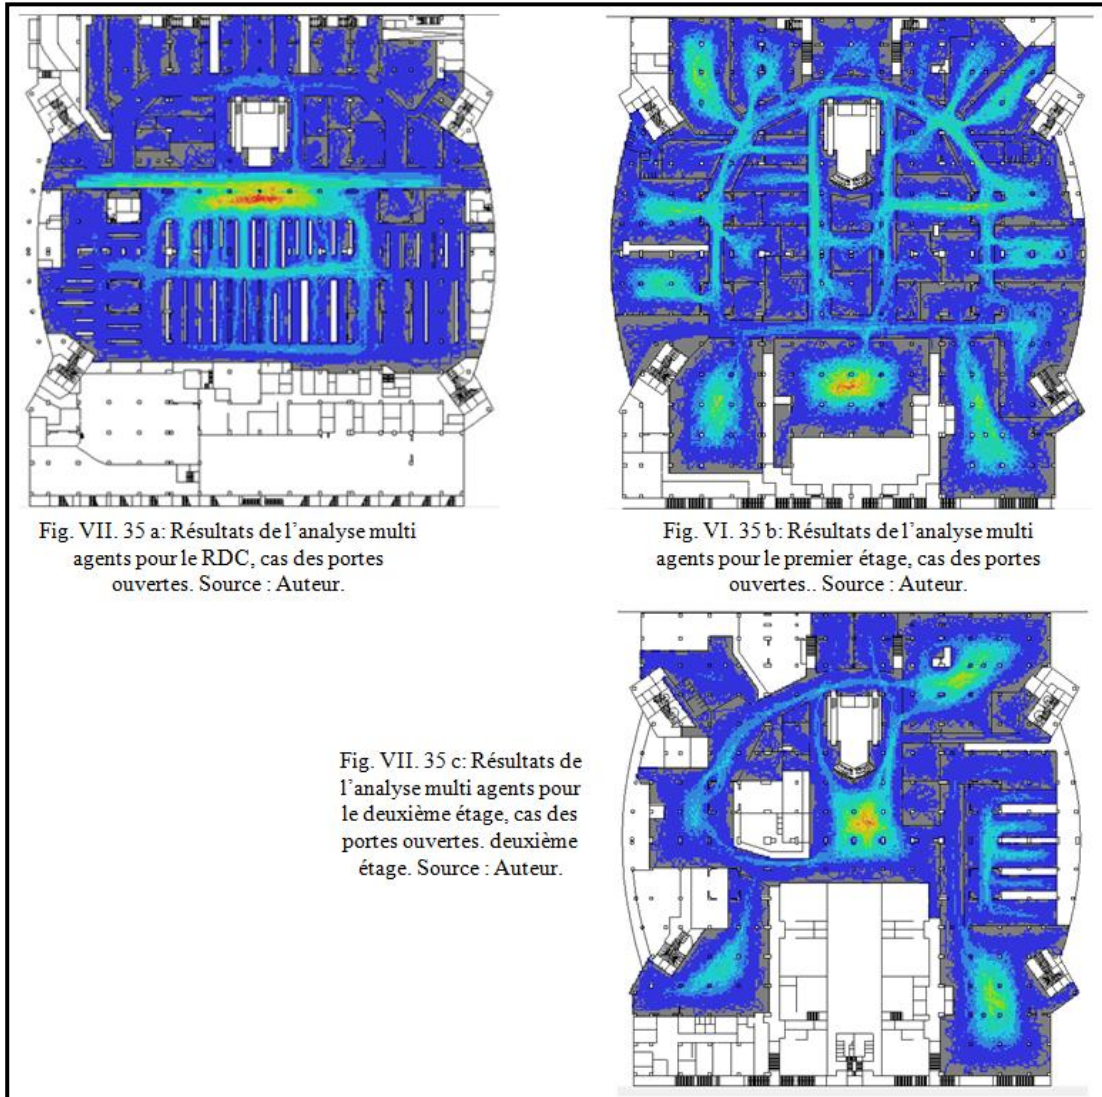 Fig. VII. 35 a: Résultats de l'analyse multi
agents pour le RDC, cas des portes
ouvertes. Source : Auteur.
Fig. VI. 35 b: Résultats de l'analyse multi
agents pour le premier étage, cas des portes
ouvertes.. Source : Auteur.
Fig. VII. 35 c: Résultats de
l'analyse multi agents pour
le deuxième étage, cas des
portes ouvertes. deuxième
étage. Source : Auteur.